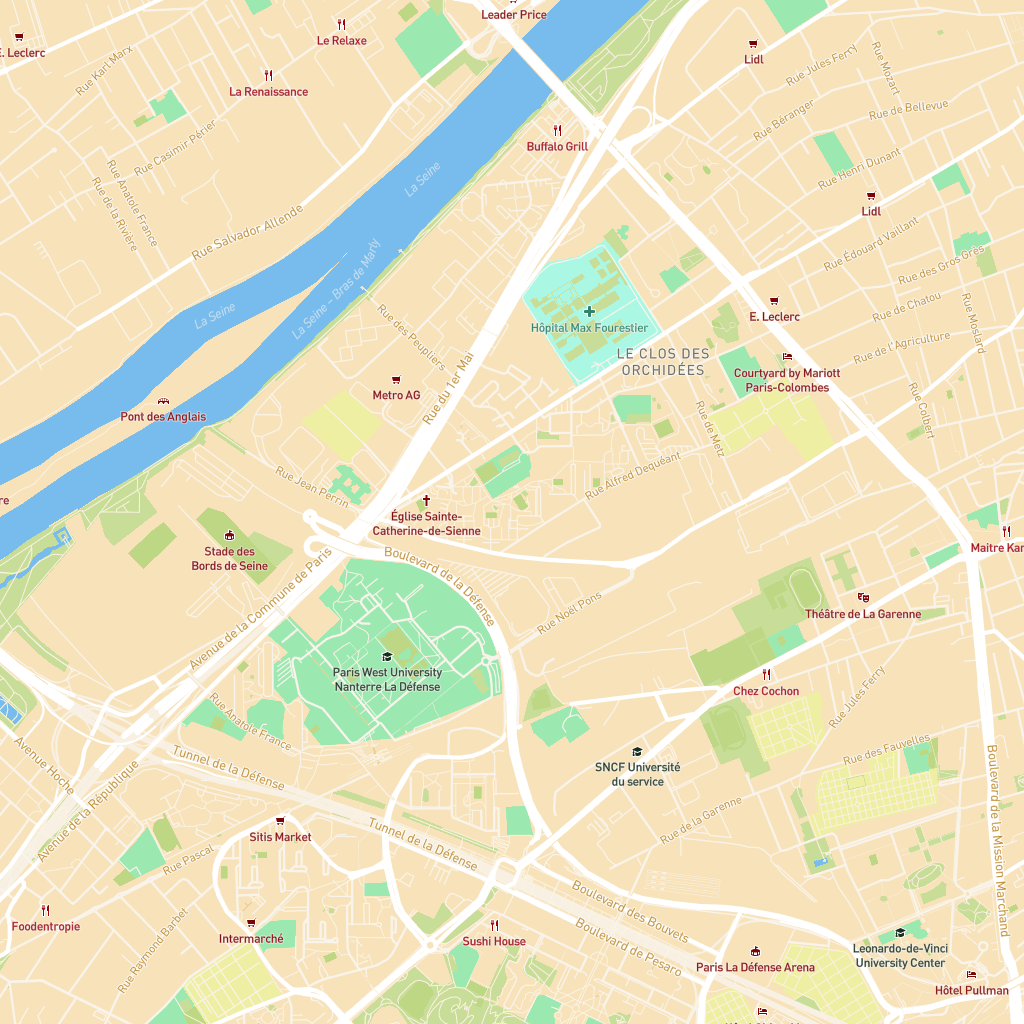 Leader Price
Le Relaxe
E. Leclerc
Rue Karl Marx
La Renaissance
Lidl
Rue Jules Ferry
Rue Mozart
Rue Béranger
Rue de Bellevue
Buffalo Grill
Rue Casimir Périer
Rue Anatole France
Rue de la Rivière
Rue Henri Dunant
La Seine
Lidl
Rue Salvador Allende
Rue Édouard Vaillant
Rue des Gros Grès
La Seine - Bras de Marly
La Seine
Rue des Peupliers
Hôpital Max Fourestier
E. Leclerc
Rue de Chatou
Rue Moslard
Rue de l'Agriculture
LE CLOS DES
ORCHIDÉES
Courtyard by Mariott
Paris-Colombes
Metro AG
Rue du 1er Mai
Pont des Anglais
Rue Colbert
Rue de Metz
Rue Jean Perrin
Rue Alfred Dequéant
Église Sainte-
Catherine-de-Sienne
Stade des
Bords de Seine
Avenue de la Commune de Paris
Boulevard de la Défense
Rue Noël Pons
Théâtre de La Garenne
Paris West University
Nanterre La Défense
Chez Cochon
Rue Jules Ferry
Rue Anatole France
Avenue Hoche
Avenue de la République
Tunnel de la Défense
SNCF Université
du service
Rue des Fauvelles
Boulevard de la Mission Marchand
Sitis Market
Tunnel de la Défense
Rue de la Garenne
Rue Pascal
Boulevard des Bouvets
Foodentropie
Rue Raymond Barbet
Intermarché
Sushi House
Boulevard de Pesaro
Leonardo-de-Vinci
University Center
Paris La Défense Arena
Hôtel Pullman